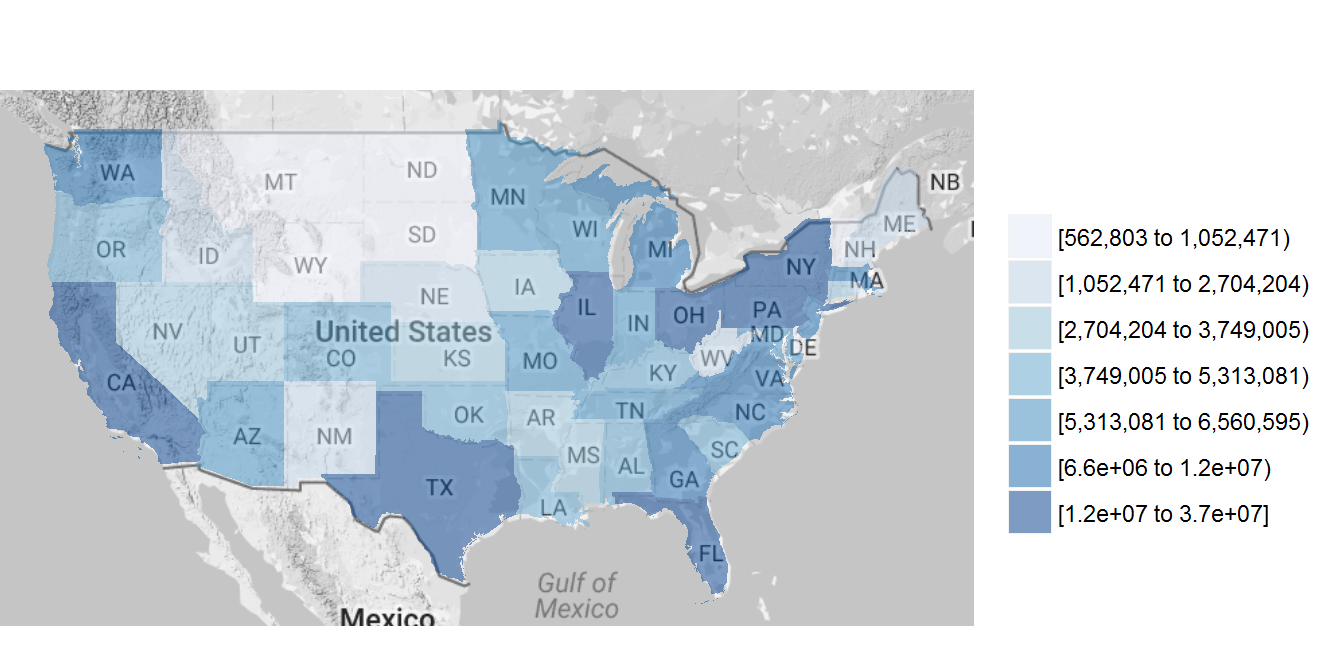 WA
MT
ND
MN
NB
OR
ID
SD
WI
MI
ME
NH
WY
NE
IA
NY
MA
NV
UT
United States
CO
KS
IL
IN
OH
PA
MD
DE
MO
KY
WV
VA
CA
AZ
NM
OK
AR
TN
NC
MS
AL
SC
GA
TX
LA
FL
Gulf of
Mexico
Mexico
[562,803 to 1,052,471)
[1,052,471 to 2,704,204)
[2,704,204 to 3,749,005)
[3,749,005 to 5,313,081)
[5,313,081 to 6,560,595)
[6.6e+06 to 1.2e+07)
[1.2e+07 to 3.7e+07]